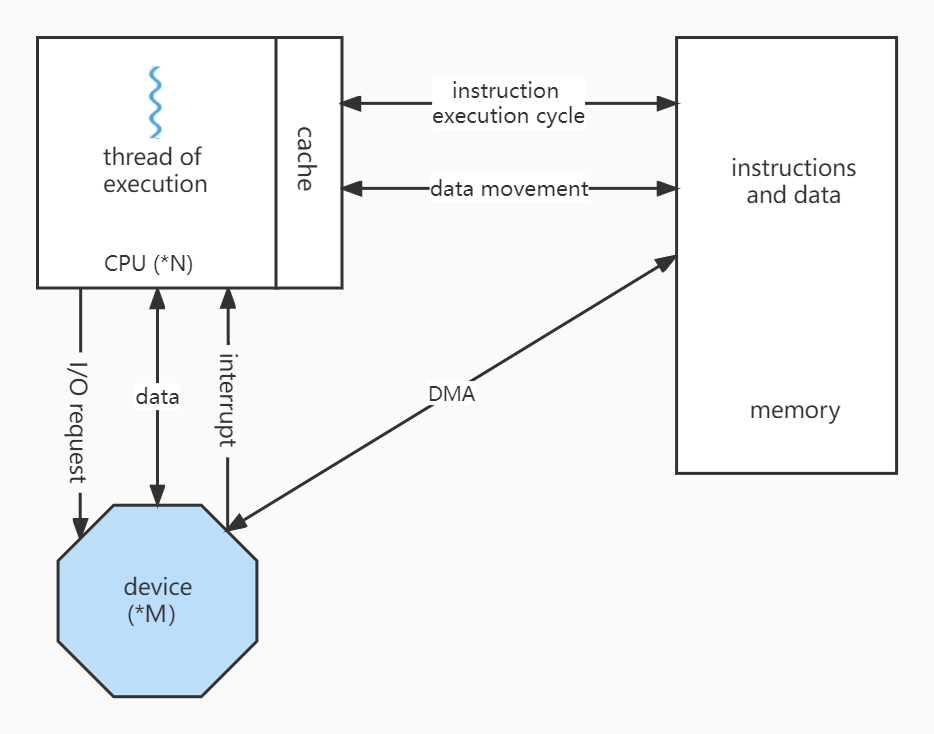 thread of
execution
CPU (*N)
cache
instruction
execution cycle
data movement
instructions
and data
memory
I/O request
data
interrupt
DMA
device
(*M)